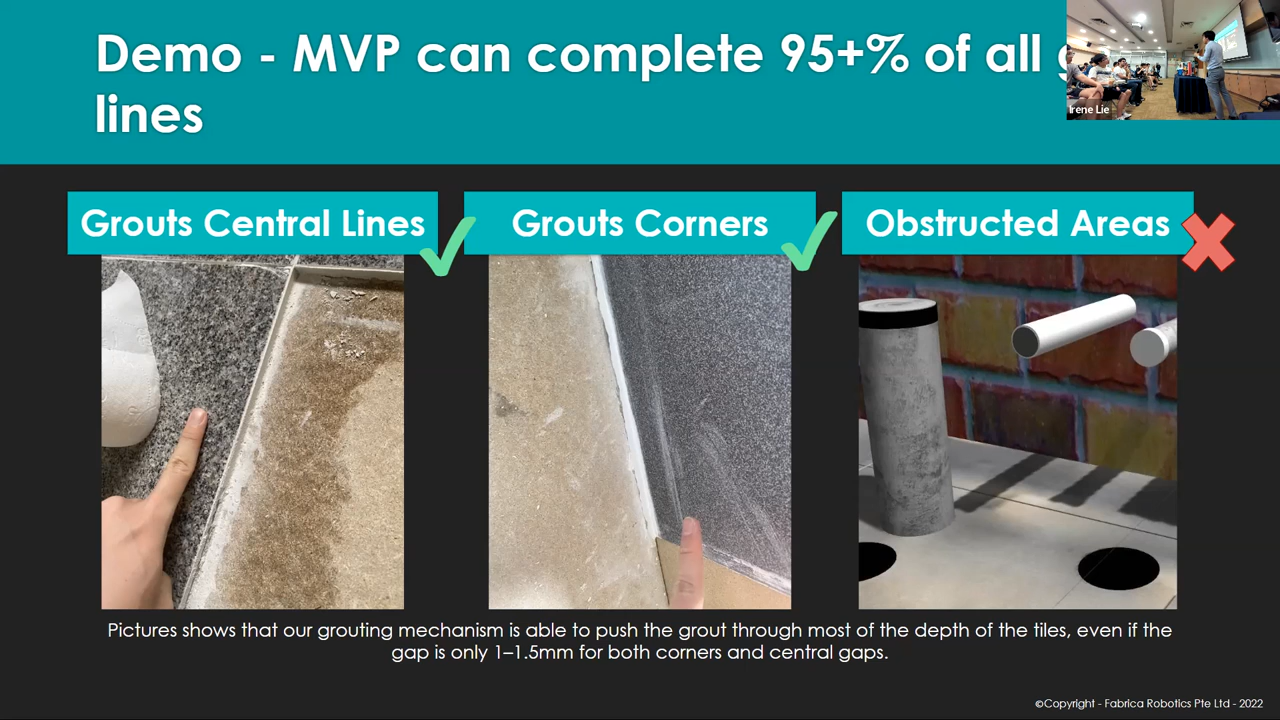 Demo - MVP can complete 95+% of all
lines
Irene Lie
Grouts Central Lines
Grouts Corners
Obstructed Areas
Pictures shows that our grouting mechanism is able to push the grout through most of the depth of the tiles, even if the
gap is only 1–1.5mm for both corners and central gaps.
©Copyright - Fabrica Robotics Pte Ltd - 2022